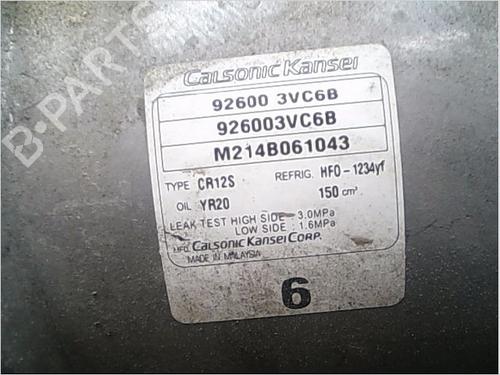 CALSONIC KANSEI
92600 3VC6B
926003VC6B
M214B061043
TYPE CR12S REFRIG. HFO-1234yf
OIL YR20 150 cm³
LEAK TEST HIGH SIDE - 3.0MPa
LOW SIDE : 1.6MPa
MFG. CALSONIC KANSEI CORP.
MADE IN MALAYSIA
6
B-PARTS